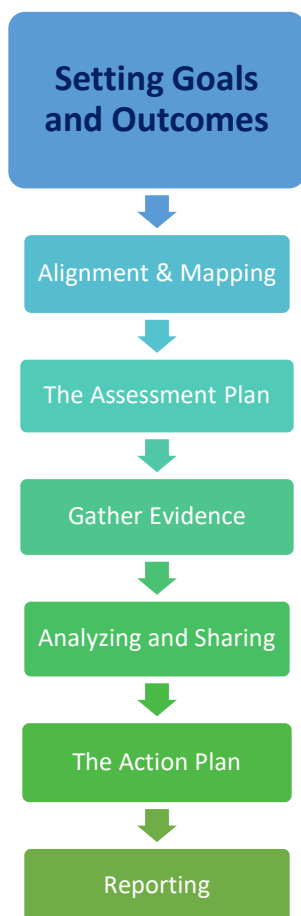 Setting Goals
and Outcomes
Alignment & Mapping
The Assessment Plan
Gather Evidence
Analyzing and Sharing
The Action Plan
Reporting